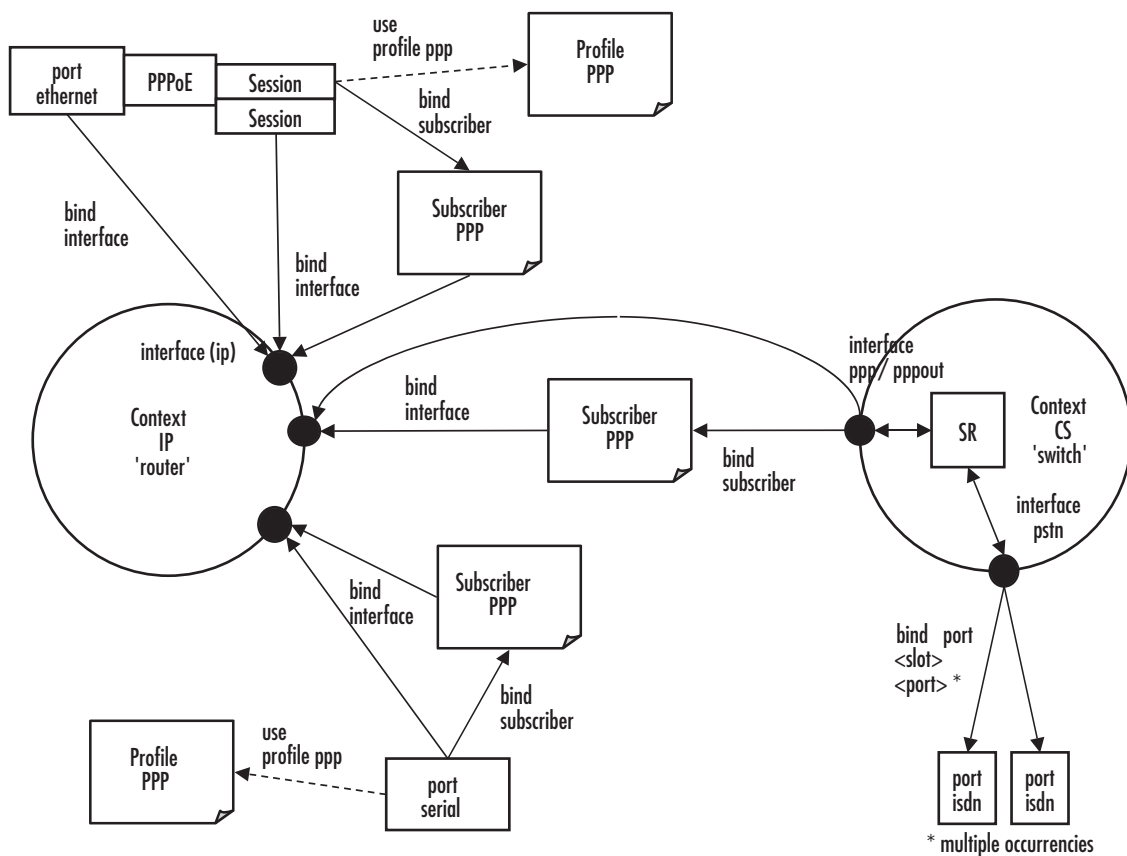 use
profile ppp
Profile
PPP
port
ethernet
PPPoE
Session
Session
bind
subscriber
Subscriber
PPP
bind
interface
bind
interface
interface (ip)
Context
IP
'router'
bind
interface
Subscriber
PPP
bind
subscriber
interface
ppp / pppout
SR
Context
CS
'switch'
interface
pstn
bind
interface
Subscriber
PPP
bind
subscriber
use
profile ppp
Profile
PPP
port
serial
bind port
<slot>
<port> *
port
isdn
port
isdn
* multiple occurrencies